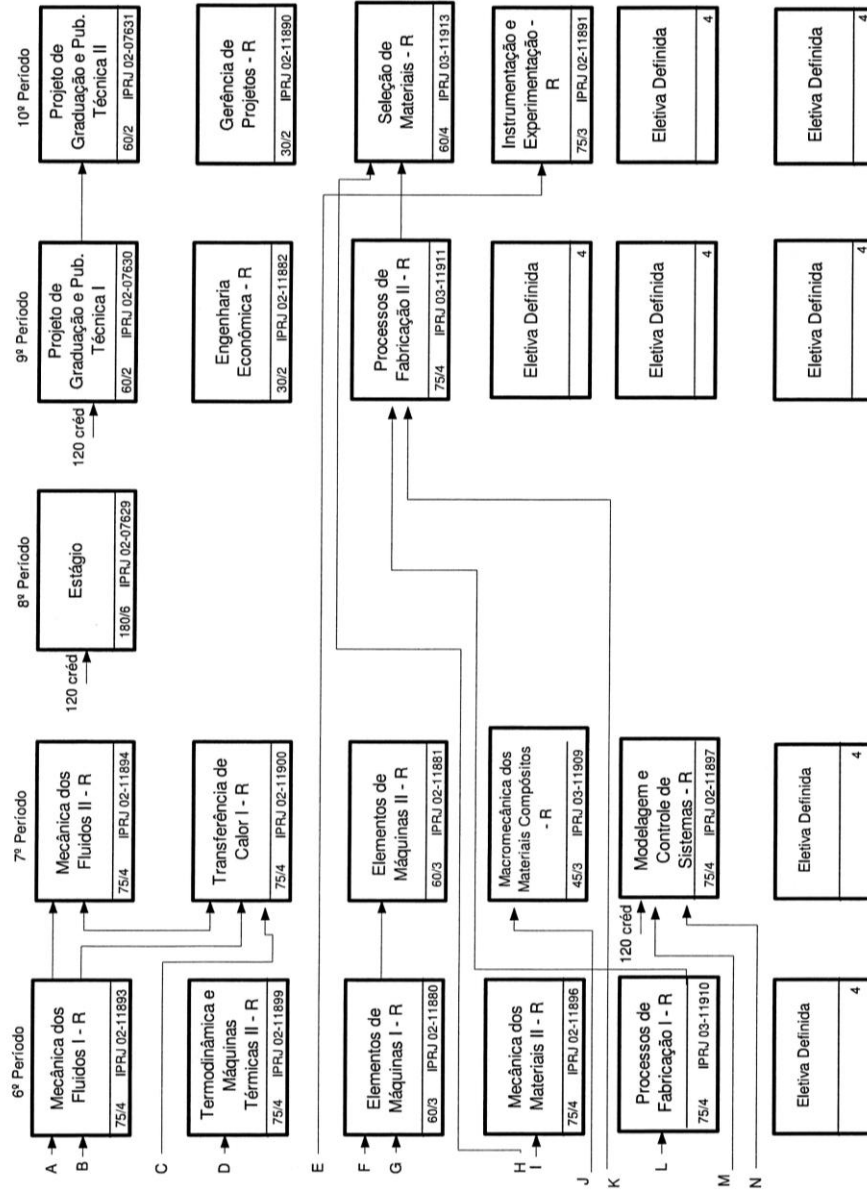 6º Período
A
B
Mecânica dos
Fluidos I - R
75/4 IPRJ 02-11893
C
D
Termodinâmica e
Máquinas
Térmicas II - R
75/4 IPRJ 02-11899
E
F
G
Elementos de
Máquinas I - R
60/3 IPRJ 02-11880
H
I
Mecânica dos
Materiais II - R
75/4 IPRJ 02-11896
J
K
L
Processos de
Fabricação I - R
75/4 IPRJ 03-11910
M
N
Eletiva Definida
4
7º Período
Mecânica dos
Fluidos II - R
75/4 IPRJ 02-11894
Transferência de
Calor I - R
75/4 IPRJ 02-11900
Elementos de
Máquinas II - R
60/3 IPRJ 02-11881
Macromecânica dos
Materiais Compósitos
- R
45/3 IPRJ 03-11909
120 créd
Modelagem e
Controle de
Sistemas - R
75/4 IPRJ 02-11897
Eletiva Definida
4
8º Período
120 créd
Estágio
180/6 IPRJ 02-07629
9º Período
120 créd
Projeto de
Graduação e Pub.
Técnica I
60/2 IPRJ 02-07630
Engenharia
Econômica - R
30/2 IPRJ 02-11882
Processos de
Fabricação II - R
75/4 IPRJ 03-11911
Eletiva Definida
4
Eletiva Definida
4
Eletiva Definida
4
10º Período
Projeto de
Graduação e Pub.
Técnica II
60/2 IPRJ 02-07631
Gerência de
Projetos - R
30/2 IPRJ 02-11890
Seleção de
Materiais - R
60/4 IPRJ 03-11913
Instrumentação e
Experimentação -
R
75/3 IPRJ 02-11891
Eletiva Definida
4
Eletiva Definida
4